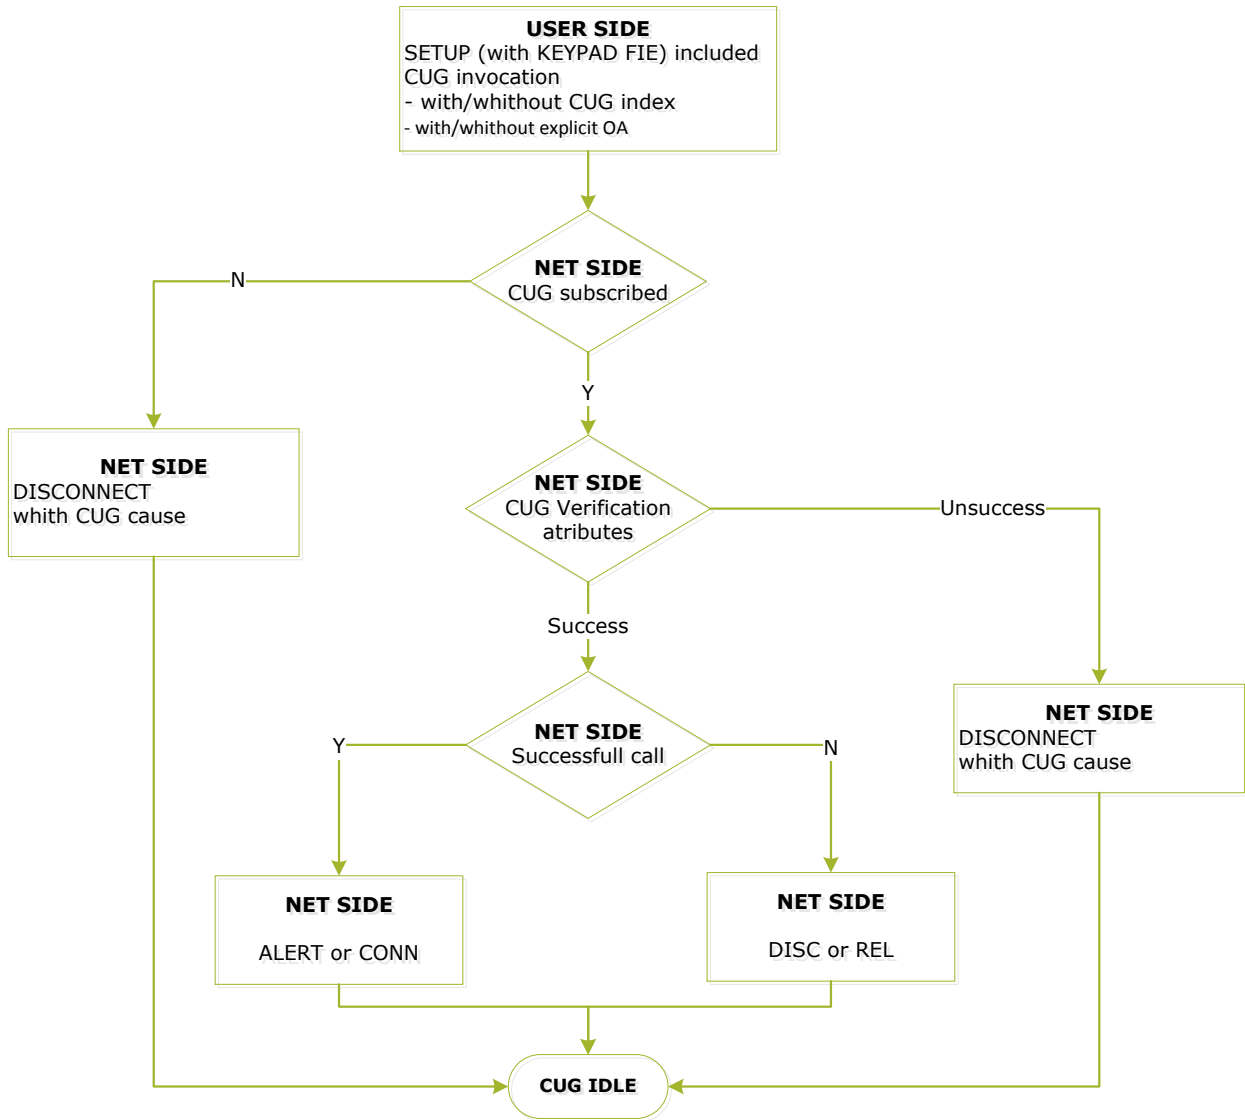 USER SIDE
SETUP (with KEYPAD FIE) included
CUG invocation
- with/whithout CUG index
- with/whithout explicit OA
NET SIDE
CUG subscribed
N
Y
NET SIDE
DISCONNECT
whith CUG cause
NET SIDE
CUG Verification
atributes
Unsuccess
Success
NET SIDE
Successfull call
Y
N
NET SIDE
DISCONNECT
whith CUG cause
NET SIDE
ALERT or CONN
NET SIDE
DISC or REL
CUG IDLE